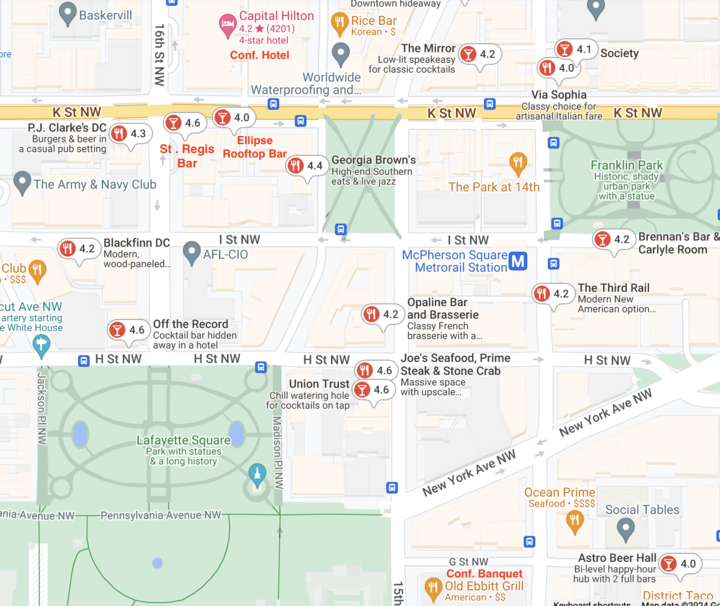 Downtown hideaway
Baskerville
Capital Hilton
4.2 ★ (4201)
4-star hotel
Conf. Hotel
Rice Bar
Korean · $
The Mirror
Low-lit speakeasy
for classic cocktails
4.2
4.1
Society
4.0
ore
16th St NW
Worldwide
Waterproofing and...
Via Sophia
Classy choice for
artisanal Italian fare
K St NW
K St NW
K St NW
P.J. Clarke's DC
Burgers & beer in
a casual pub setting
4.3
4.6
4.0
St . Regis
Bar
Ellipse
Rooftop Bar
4.4
Georgia Brown's
High-end Southern
eats & live jazz
The Park at 14th
Franklin Park
Historic, shady
urban park
with a statue
The Army & Navy Club
4.2
Blackfinn DC
Modern,
wood-paneled...
I St NW
I St NW
AFL-CIO
McPherson Square
Metrorail Station
M
4.2
Brennan's Bar &
Carlyle Room
Club
· $$$
cut Ave NW
artery starting
e White House
4.6
Off the Record
Cocktail bar hidden
away in a hotel
4.2
Opaline Bar
and Brasserie
Classy French
brasserie with a...
4.2
The Third Rail
Modern New
American option...
H St NW
H St NW
H St NW
H St NW
Jackson Pl NW
Madison Pl NW
Union Trust
Chill watering hole
for cocktails on tap
4.6
4.6
Joe's Seafood, Prime
Steak & Stone Crab
Massive space
with upscale...
Lafayette Square
Park with statues
& a long history
New York Ave NW
New York Ave NW
ania Avenue NW
Pennsylvania Avenue NW
Ocean Prime
Seafood · $$$$
Social Tables
G St NW
Conf. Banquet
Old Ebbitt Grill
American · $$
15th
Astro Beer Hall
Bi-level happy-hour
hub with 2 full bars
4.0
District Taco
Keyboard shortcuts Map data ©2024 Go